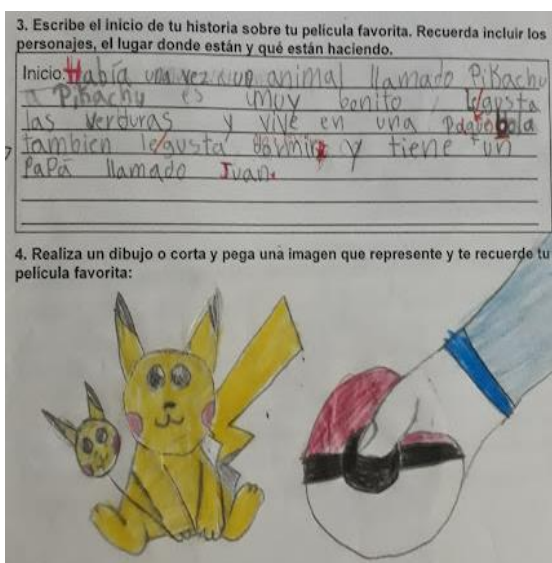 3. Escribe el inicio de tu historia sobre tu película favorita. Recuerda incluir los
personajes, el lugar donde están y qué están haciendo.
Inicio: Había una vez un animal llamado Pikachu
Pikachu es muy bonito, le gusta
las verduras y vive en una
tambien le gusta dormir y tiene un
PaPá llamado Juan.
4. Realiza un dibujo o corta y pega una imagen que represente y te recuerde tu
película favorita: